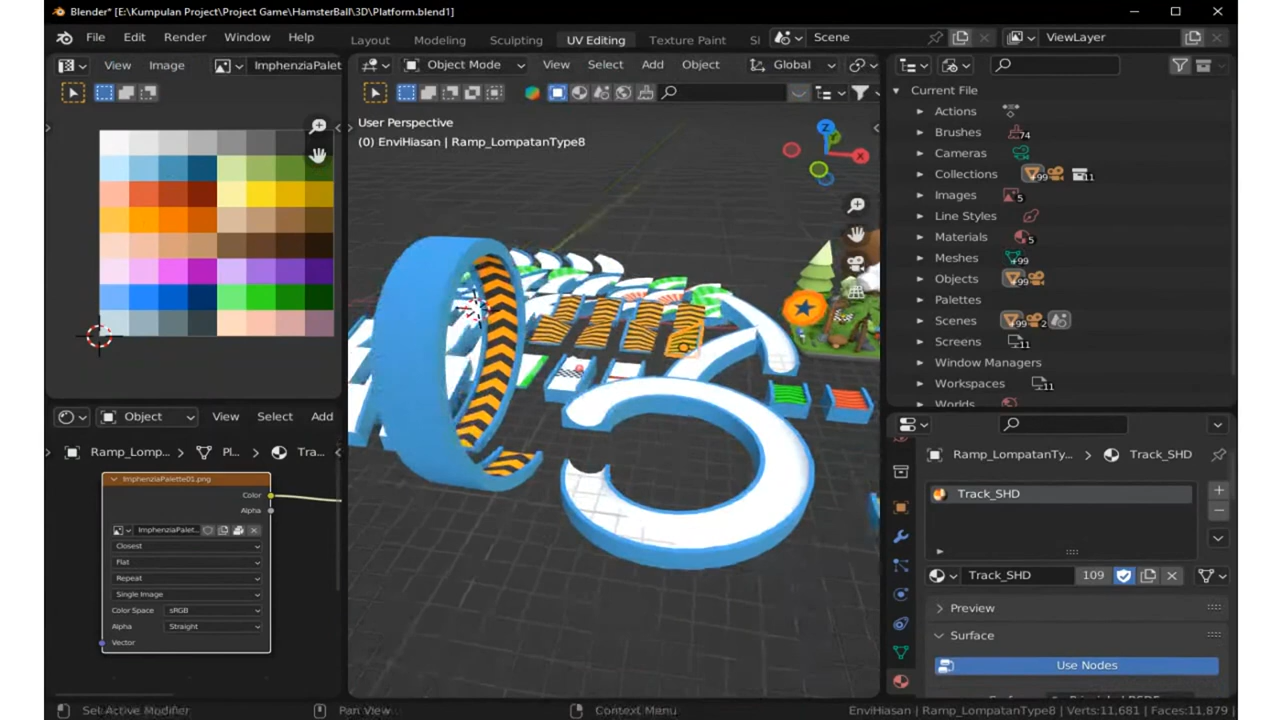 Blender* [E:\Kumpulan Project\Project Game\HamsterBall\3D\Platform.blend1]
File Edit Render Window Help
Layout Modeling Sculpting UV Editing Texture Paint
Scene
ViewLayer
View Image ImphenziaPalet
Object Mode View Select Add Object Global
User Perspective
(0) EnviHiasan | Ramp_LompatanType8
Z
Y
X
Current File
Actions
Brushes 74
Cameras
Collections +99 11
Images 5
Line Styles
Materials 5
Meshes +99
Objects +99
Palettes
Scenes +99 2
Screens 11
Window Managers
Workspaces 11
Worlds
Object View Select Add
Ramp_Lomp... Pl... Tra...
ImphenziaPalette01.png
Color
Alpha
ImphenziaPalet...
Closest
Flat
Repeat
Single Image
Color Space sRGB
Alpha Straight
Vector
Ramp_LompatanTy... Track_SHD
Track_SHD
Track_SHD 109
Preview
Surface
Use Nodes
Set Active Modifier Pan View Context Menu
EnviHiasan | Ramp_LompatanType8 | Verts:11,681 | Faces:11,879 |